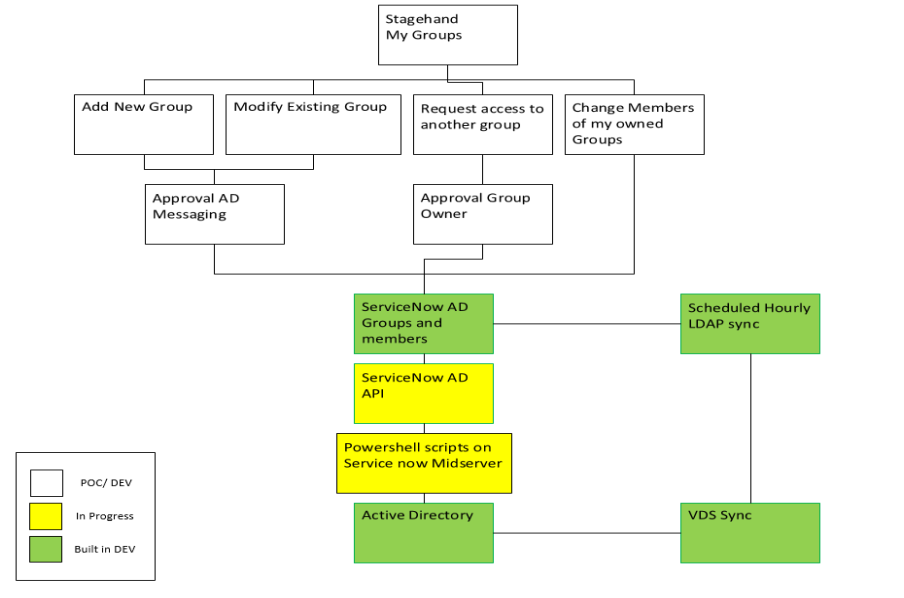 Stagehand
My Groups
Add New Group
Modify Existing Group
Request access to
another group
Change Members
of my owned
Groups
Approval AD
Messaging
Approval Group
Owner
ServiceNow AD
Groups and
members
Scheduled Hourly
LDAP sync
ServiceNow AD
API
Powershell scripts on
Service now Midserver
Active Directory
VDS Sync
POC/ DEV
In Progress
Built in DEV